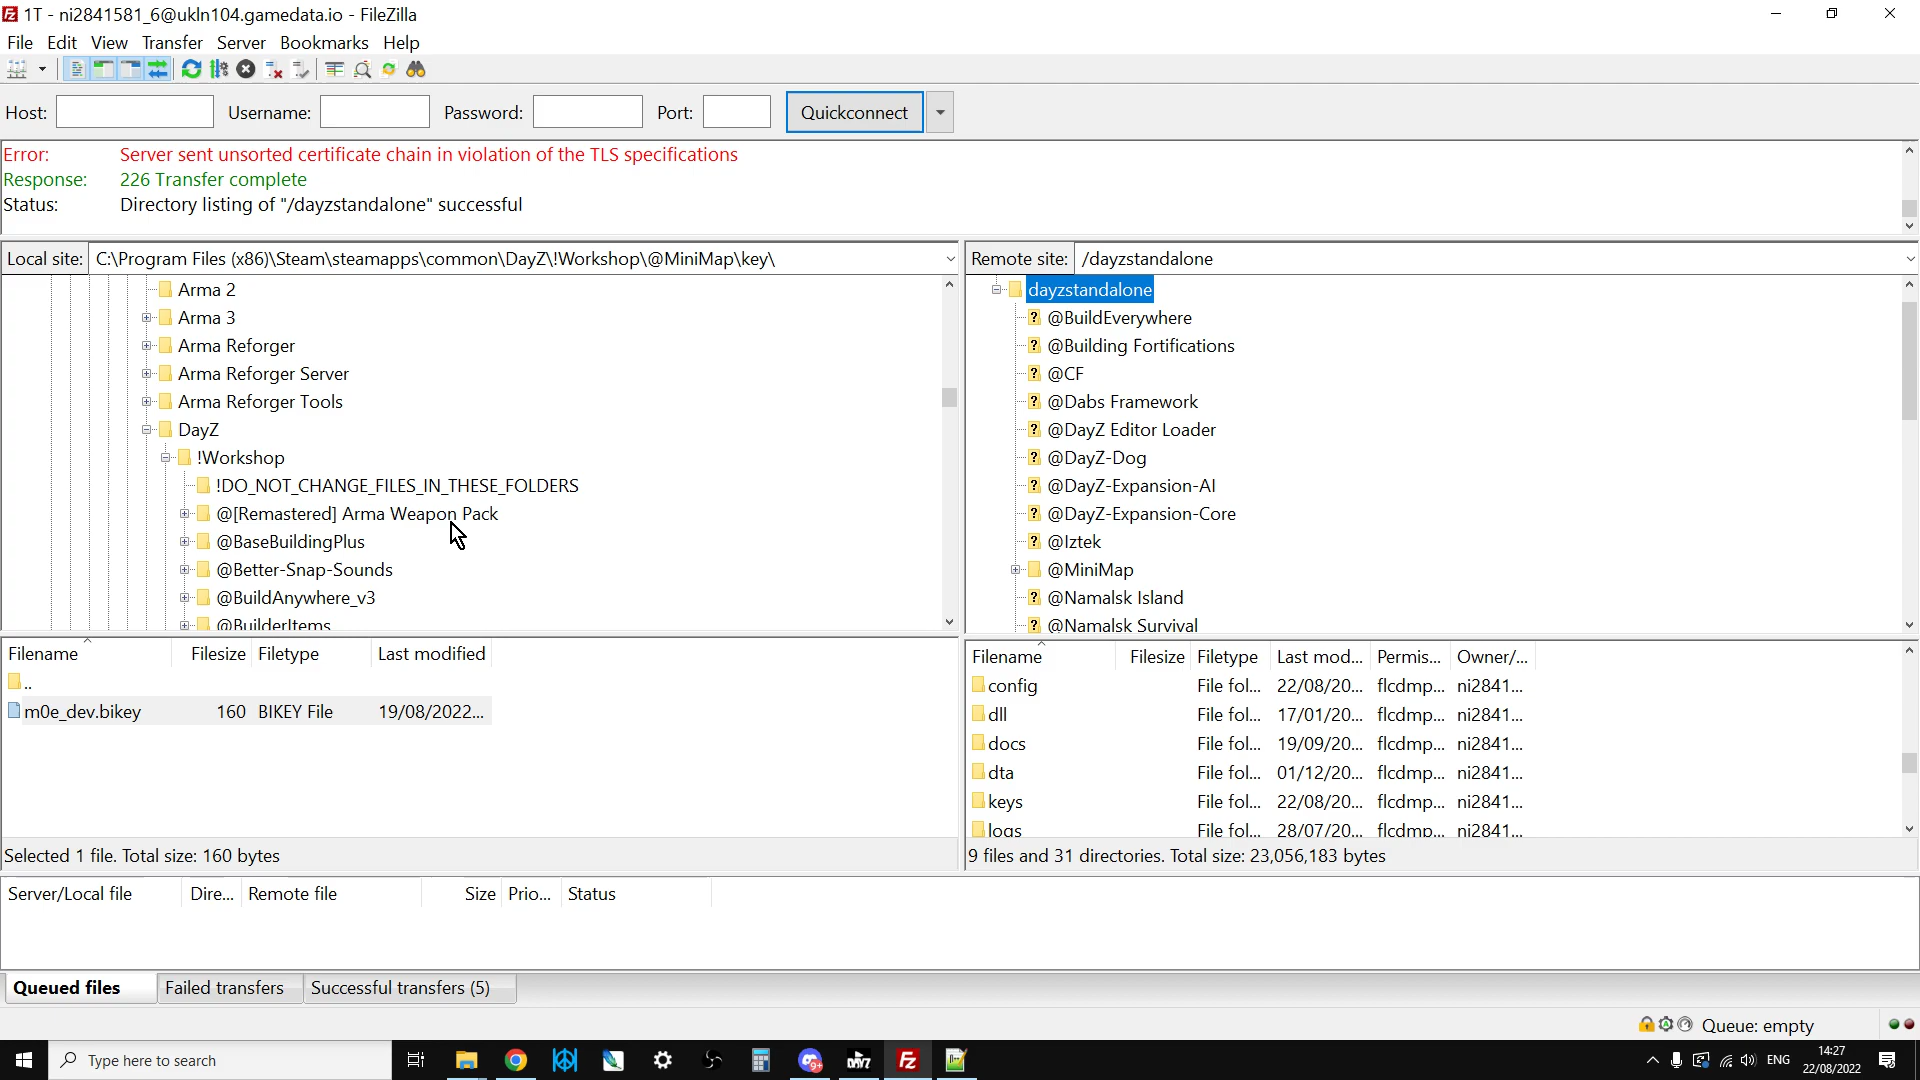 1T - ni2841581_6@ukln104.gamedata.io - FileZilla
File Edit View Transfer Server Bookmarks Help
Host: Username: Password: Port: Quickconnect
Error: Server sent unsorted certificate chain in violation of the TLS specifications
Response: 226 Transfer complete
Status: Directory listing of "/dayzstandalone" successful
Local site: C:\Program Files (x86)\Steam\steamapps\common\DayZ\!Workshop\@MiniMap\key\
Arma 2
Arma 3
Arma Reforger
Arma Reforger Server
Arma Reforger Tools
DayZ
!Workshop
!DO_NOT_CHANGE_FILES_IN_THESE_FOLDERS
@[Remastered] Arma Weapon Pack
@BaseBuildingPlus
@Better-Snap-Sounds
@BuildAnywhere_v3
@BuilderItems
Filename Filesize Filetype Last modified
..
m0e_dev.bikey 160 BIKEY File 19/08/2022...
Selected 1 file. Total size: 160 bytes
Remote site: /dayzstandalone
dayzstandalone
@BuildEverywhere
@Building Fortifications
@CF
@Dabs Framework
@DayZ Editor Loader
@DayZ-Dog
@DayZ-Expansion-AI
@DayZ-Expansion-Core
@Iztek
@MiniMap
@Namalsk Island
@Namalsk Survival
Filename Filesize Filetype Last mod... Permis... Owner/...
config File fol... 22/08/20... flcdmp... ni2841...
dll File fol... 17/01/20... flcdmp... ni2841...
docs File fol... 19/09/20... flcdmp... ni2841...
dta File fol... 01/12/20... flcdmp... ni2841...
keys File fol... 22/08/20... flcdmp... ni2841...
logs File fol... 28/07/20... flcdmp... ni2841...
9 files and 31 directories. Total size: 23,056,183 bytes
Server/Local file Dire... Remote file Size Prio... Status
Queued files Failed transfers Successful transfers (5)
Queue: empty
Type here to search
DAYZ
ENG
14:27
22/08/2022